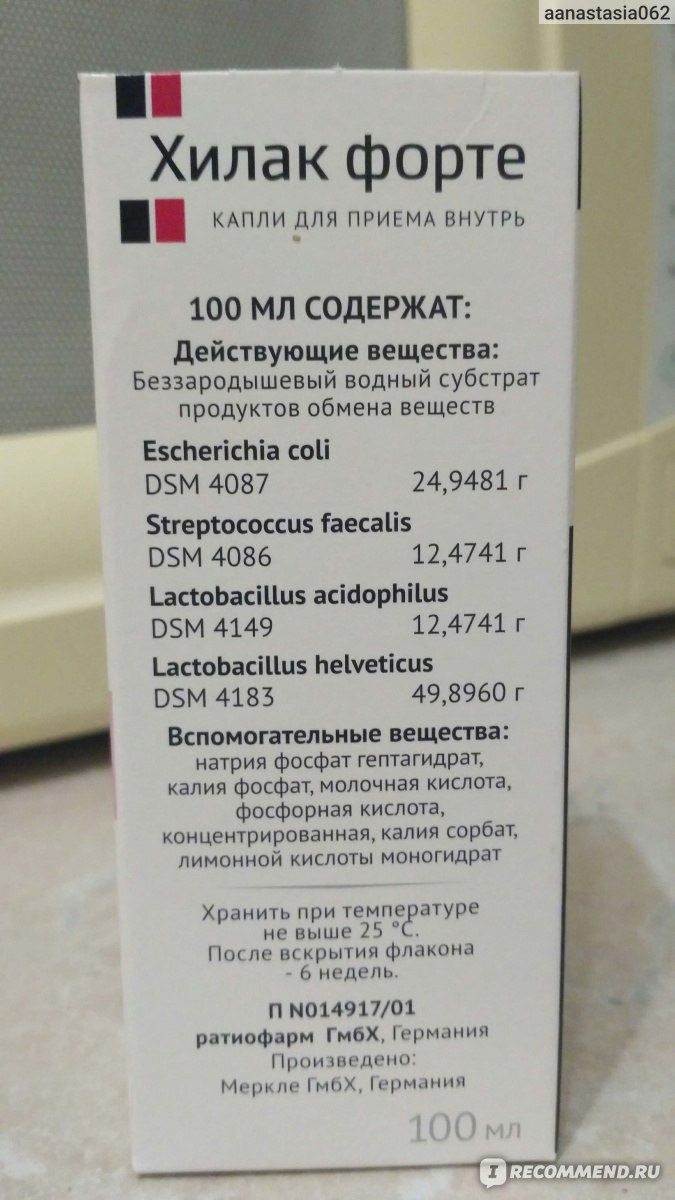 aanastasia062
Хилак форте
КАПЛИ ДЛЯ ПРИЕМА ВНУТРЬ
100 МЛ СОДЕРЖАТ:
Действующие вещества:
Беззародышевый водный субстрат
продуктов обмена веществ
Escherichia coli
DSM 4087 24,9481 г
Streptococcus faecalis
DSM 4086 12,4741 г
Lactobacillus acidophilus
DSM 4149 12,4741 г
Lactobacillus helveticus
DSM 4183 49,8960 г
Вспомогательные вещества:
натрия фосфат гептагидрат,
калия фосфат, молочная кислота,
фосфорная кислота,
концентрированная, калия сорбат,
лимонной кислоты моногидрат
Хранить при температуре
не выше 25 °С.
После вскрытия флакона
- 6 недель.
П N014917/01
ратиофарм ГмбХ, Германия
Произведено:
Меркле ГмбХ, Германия
100 мл
IRECOMMEND.RU